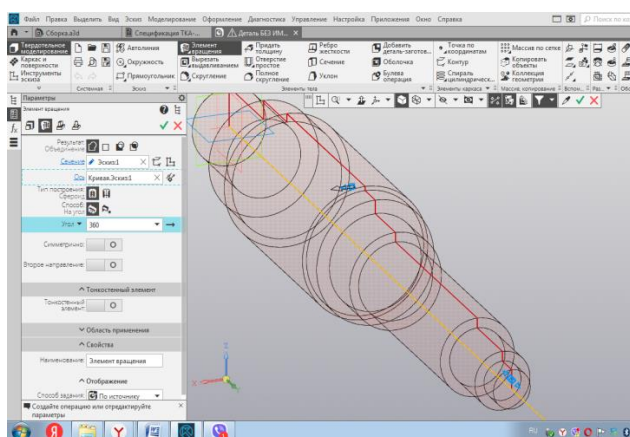 Файл Правка Выделить Вид Эскиз Моделирование Оформление Диагностика Управление Настройка Приложения Окно Справка
Сборка.a3d Спецификация ТКА-... Деталь БЕЗ ИМ...
Твердотельное моделирование Автолиния Элемент вращения Придать толщину Ребро жесткости Добавить деталь-заготов... Точка по координатам Массив по сетке
Каркас и поверхности Окружность Вырезать выдавливанием Отверстие простое Сечение Оболочка Контур Копировать объекты
Инструменты эскиза Прямоугольник Скругление Полное скругление Уклон Булева операция Спираль цилиндрическ... Коллекция геометрии
Системная Эскиз Элементы тела Элементы каркаса Массив, копирование Вспом...
Параметры
Элемент вращения
Результат: Объединение
Сечение Эскиз1
Ось Кривая.Эскиз1
Тип построения: Сфероид
Способ: На угол
Угол 360
Симметрично:
Второе направление:
Тонкостенный элемент
Тонкостенный элемент:
Область применения
Свойства
Наименование: Элемент вращения
Отображение
Способ задания: По источнику
Создайте операцию или отредактируйте параметры